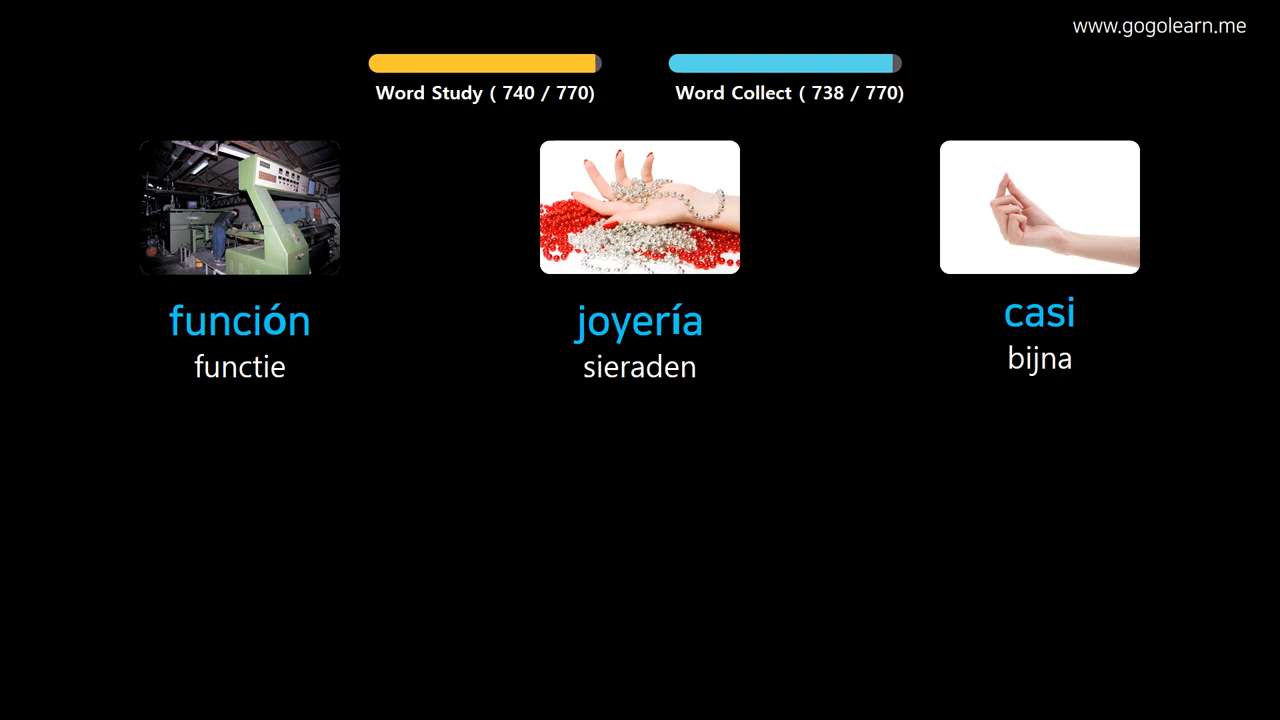 www.gogolearn.me
Word Study ( 740 / 770)
Word Collect ( 738 / 770)
función
functie
joyería
sieraden
casi
bijna